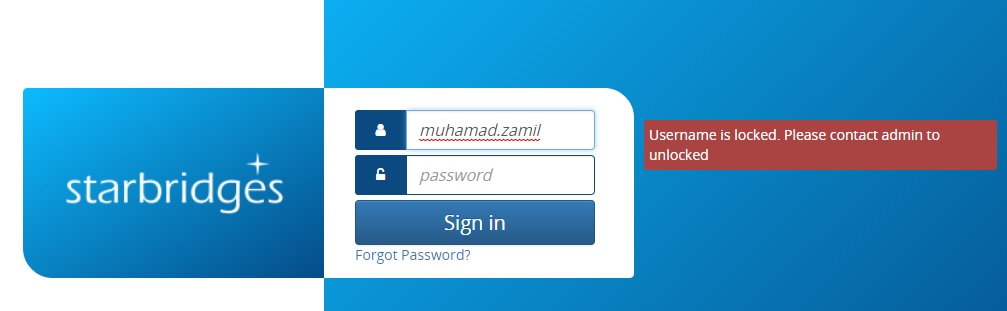 starbridges
muhamad.zamil
password
Sign in
Forgot Password?
Username is locked. Please contact admin to
unlocked